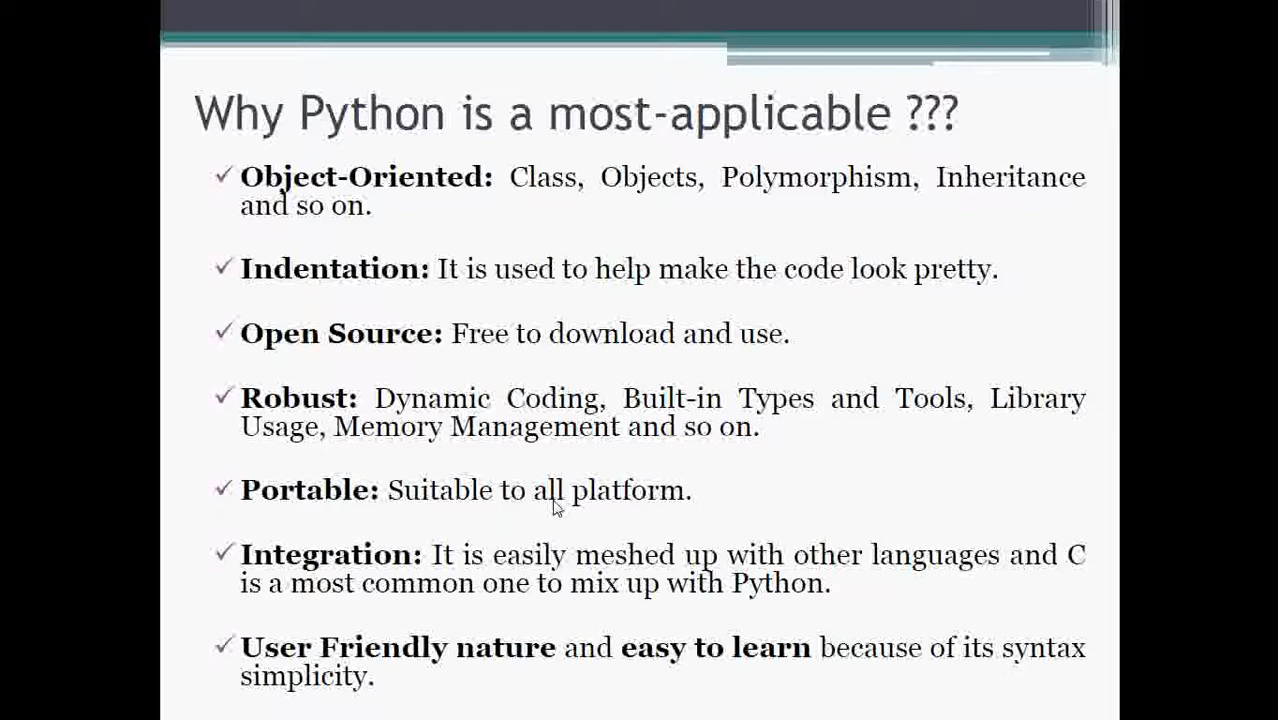 Why Python is a most-applicable ???
Object-Oriented: Class, Objects, Polymorphism, Inheritance
and so on.
Indentation: It is used to help make the code look pretty.
Open Source: Free to download and use.
Robust: Dynamic Coding, Built-in Types and Tools, Library
Usage, Memory Management and so on.
Portable: Suitable to all platform.
Integration: It is easily meshed up with other languages and C
is a most common one to mix up with Python.
User Friendly nature and easy to learn because of its syntax
simplicity.